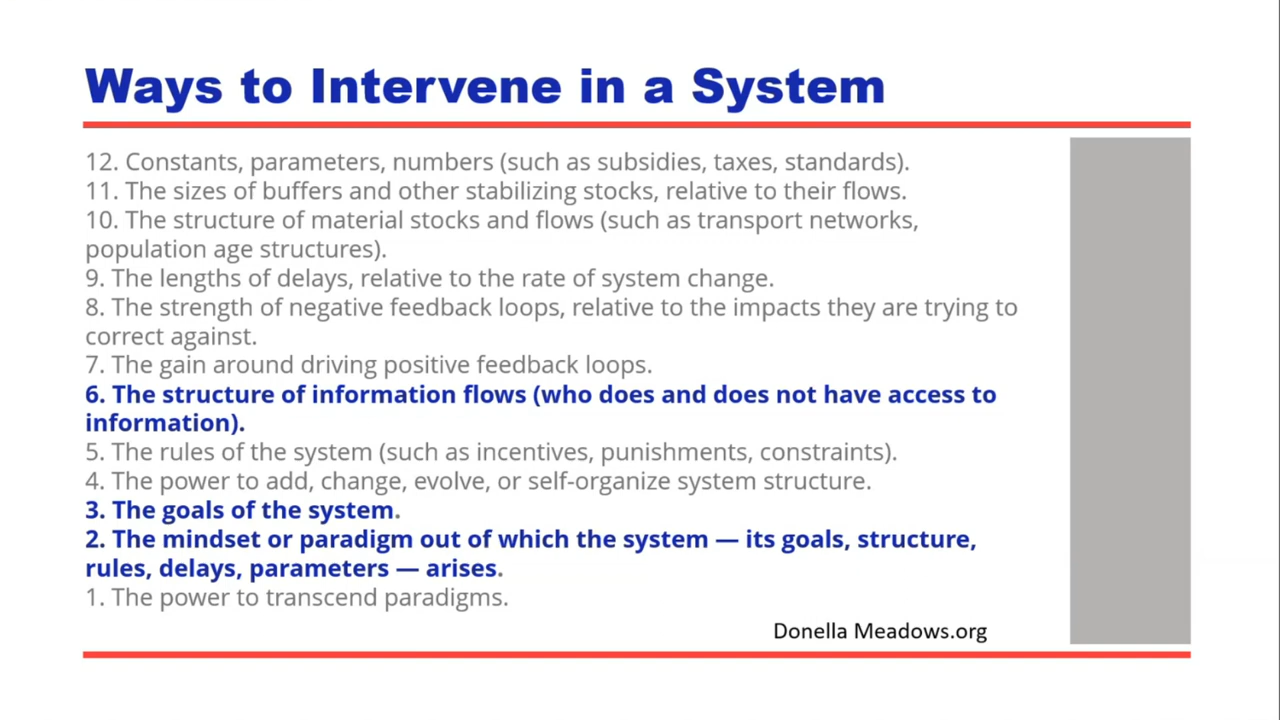 Ways to Intervene in a System
12. Constants, parameters, numbers (such as subsidies, taxes, standards).
11. The sizes of buffers and other stabilizing stocks, relative to their flows.
10. The structure of material stocks and flows (such as transport networks,
population age structures).
9. The lengths of delays, relative to the rate of system change.
8. The strength of negative feedback loops, relative to the impacts they are trying to
correct against.
7. The gain around driving positive feedback loops.
6. The structure of information flows (who does and does not have access to
information).
5. The rules of the system (such as incentives, punishments, constraints).
4. The power to add, change, evolve, or self-organize system structure.
3. The goals of the system.
2. The mindset or paradigm out of which the system — its goals, structure,
rules, delays, parameters — arises.
1. The power to transcend paradigms.
Donella Meadows.org